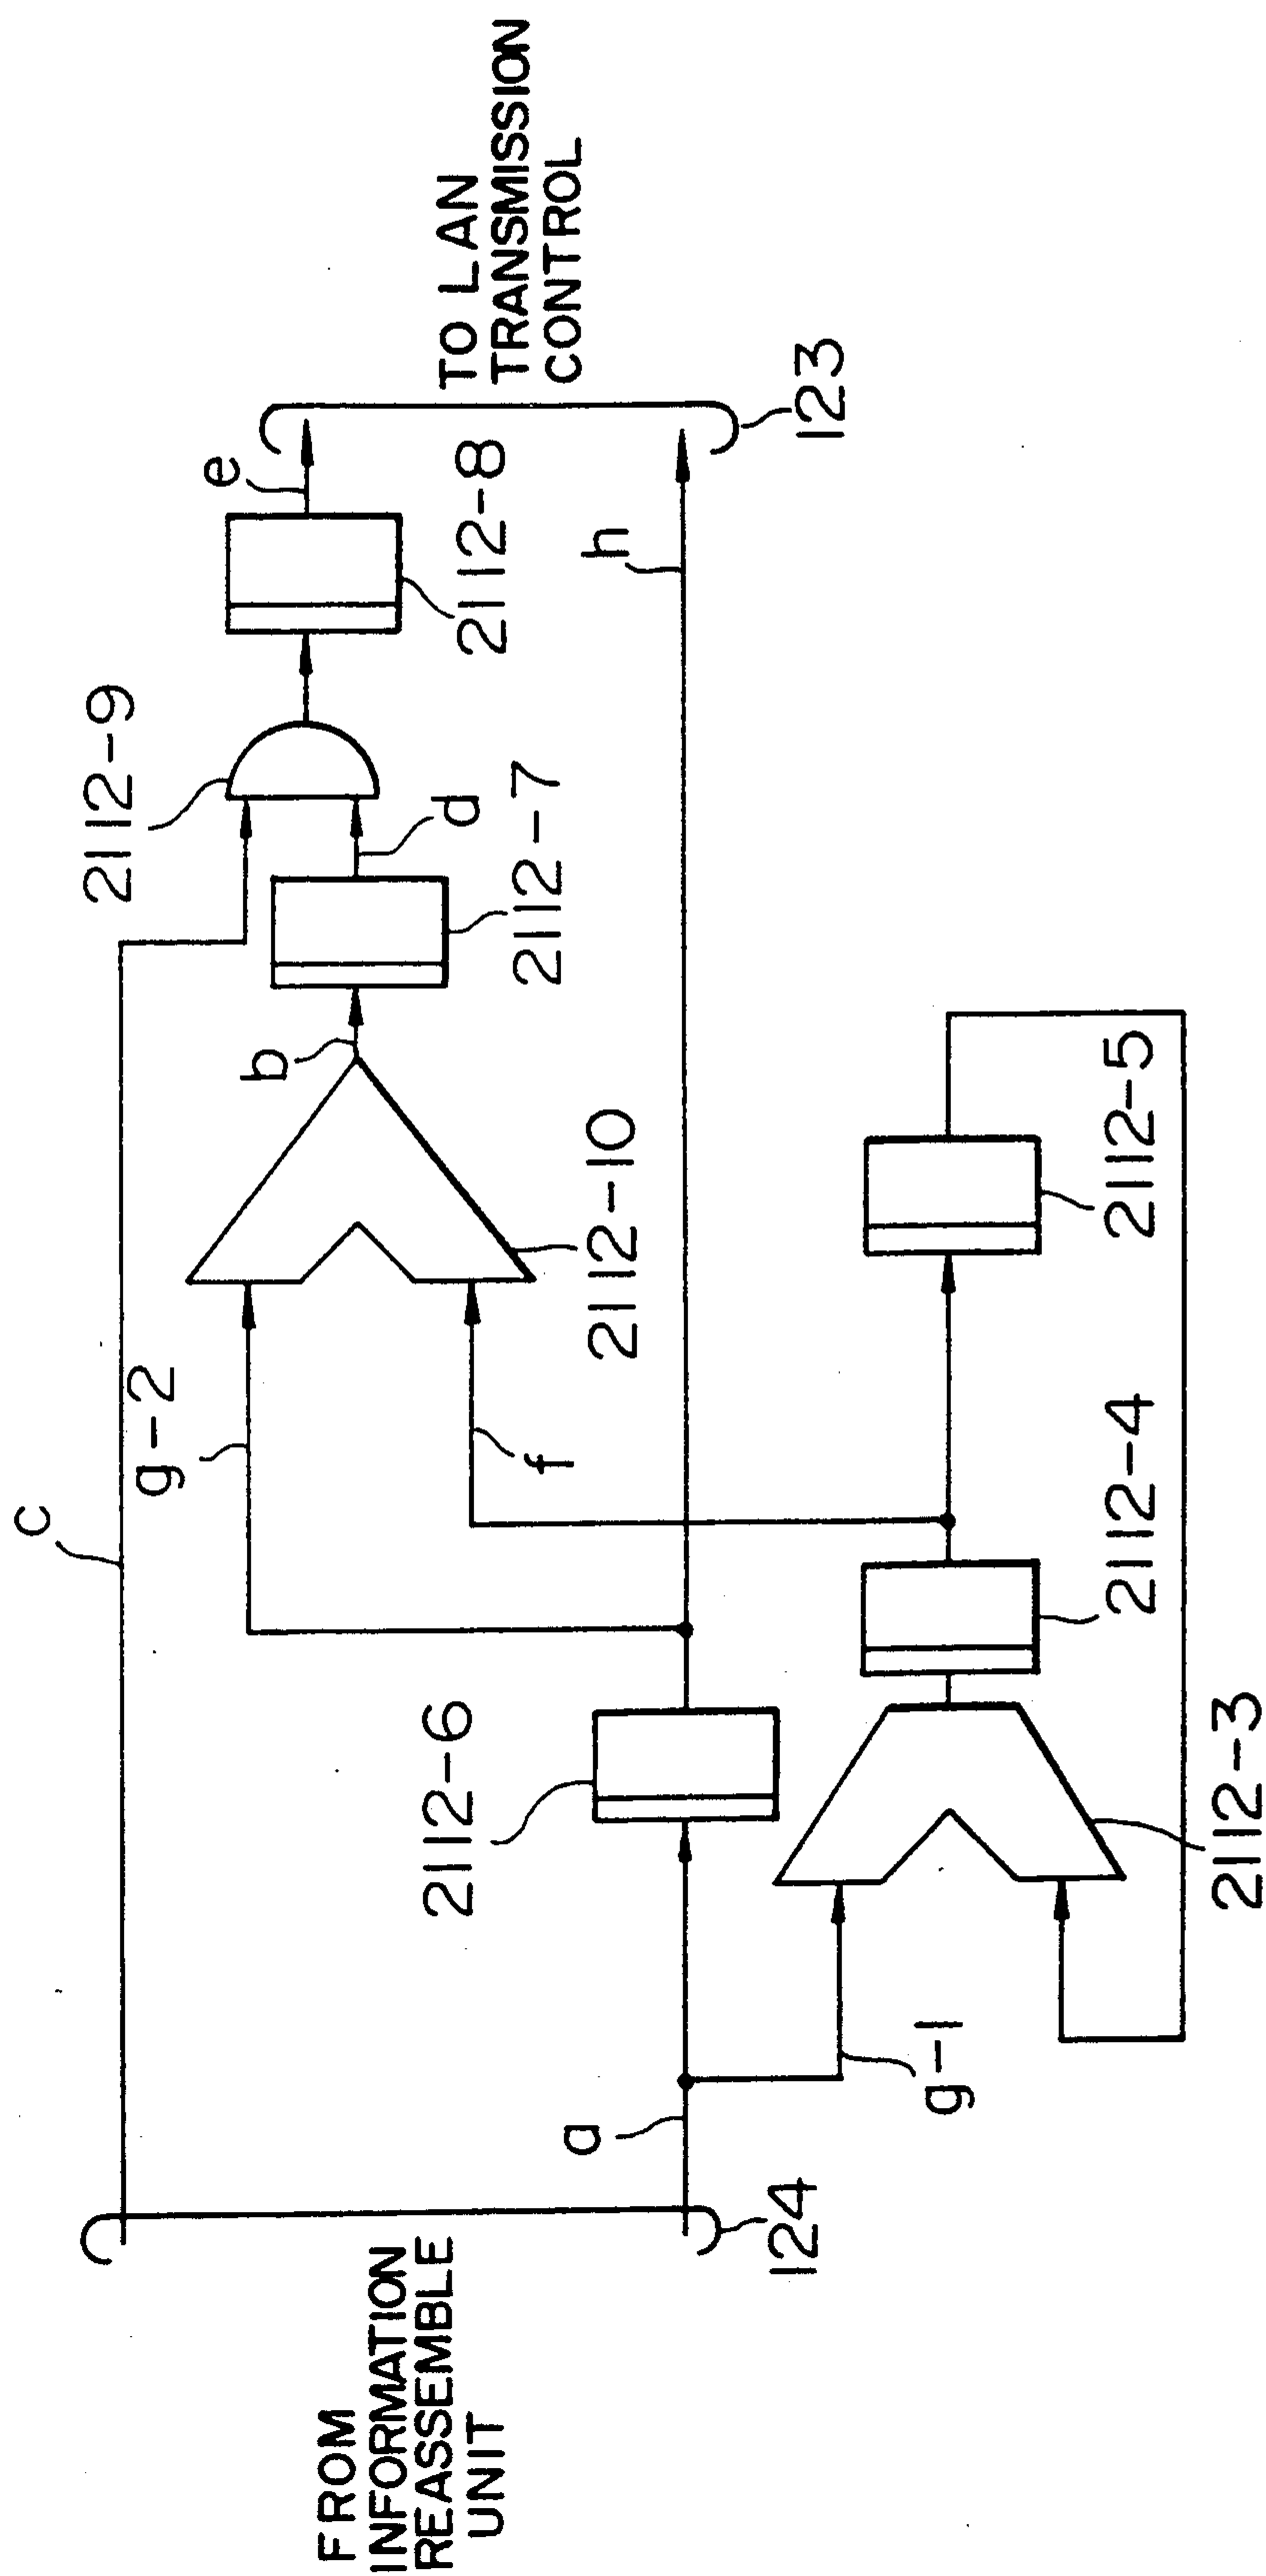 FROM
INFORMATION
REASSEMBLE
UNIT
124
c
a
g-1
2112-6
2112-3
2112-4
2112-5
g-2
f
2112-10
b
2112-7
d
2112-9
2112-8
e
h
123
TO LAN
TRANSMISSION
CONTROL